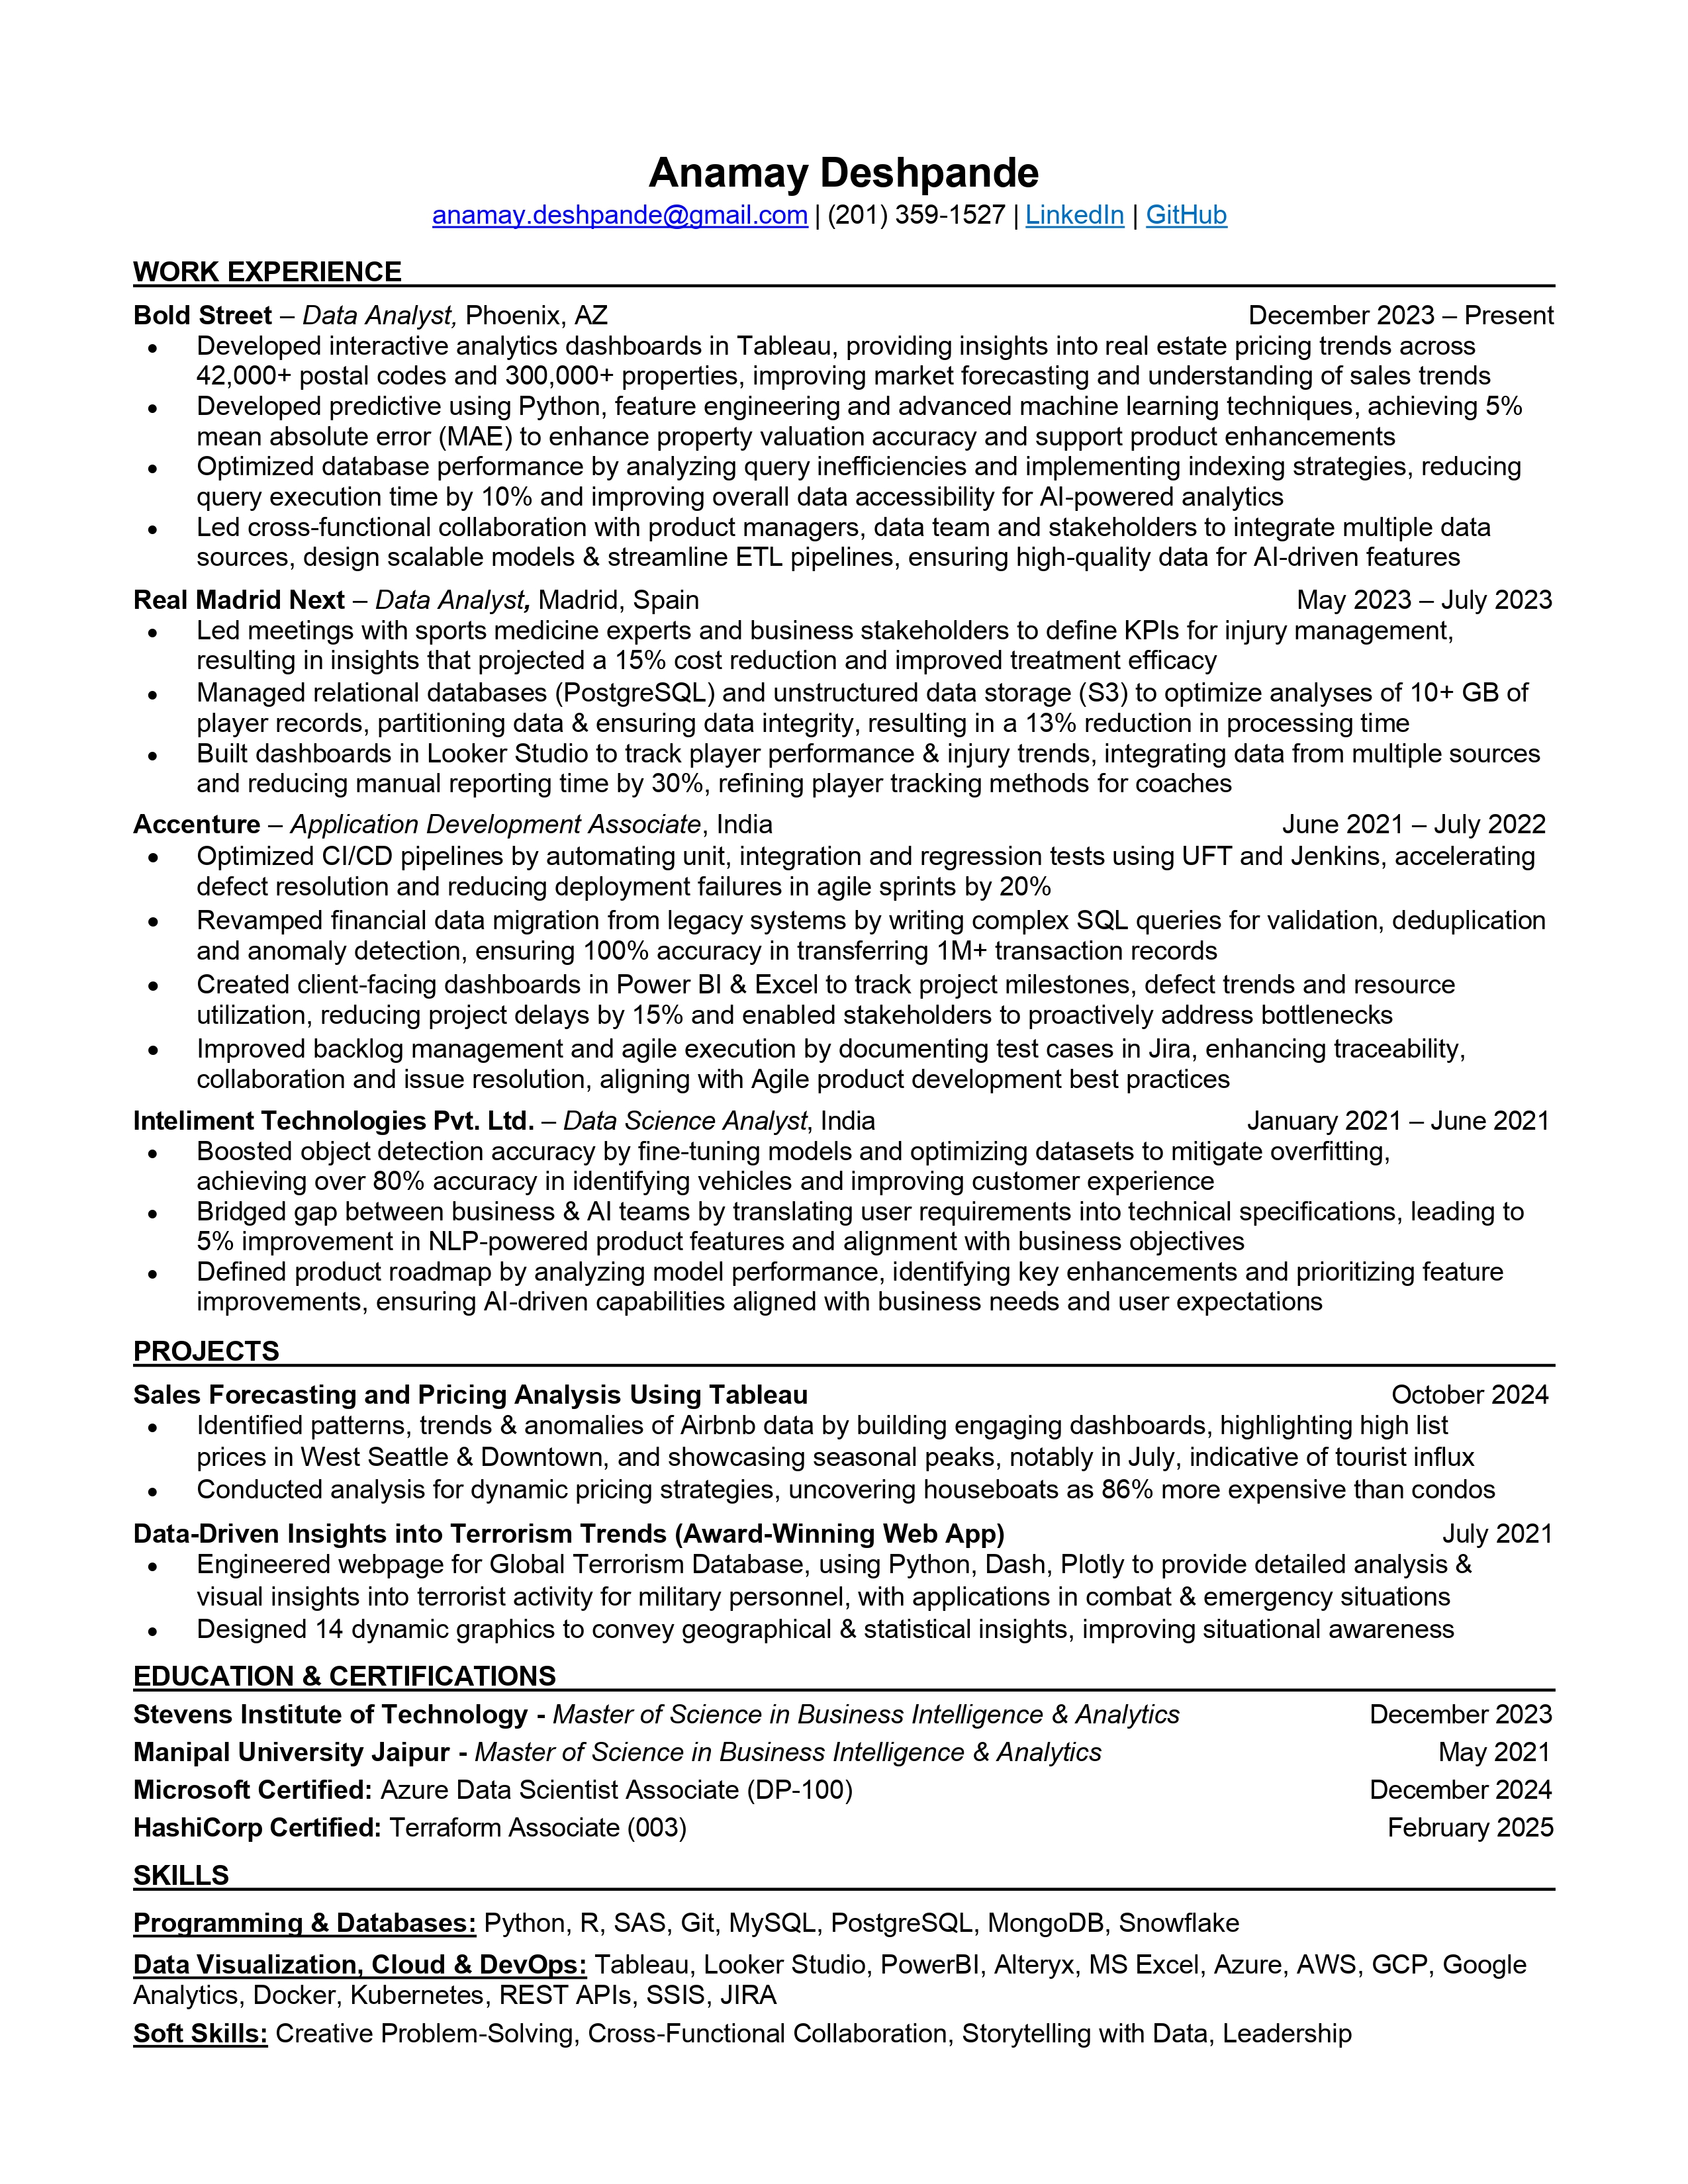 Anamay Deshpande
anamay.deshpande@gmail.com | (201) 359-1527 | LinkedIn | GitHub
WORK EXPERIENCE
Bold Street – Data Analyst, Phoenix, AZ December 2023 – Present
• Developed interactive analytics dashboards in Tableau, providing insights into real estate pricing trends across
42,000+ postal codes and 300,000+ properties, improving market forecasting and understanding of sales trends
• Developed predictive using Python, feature engineering and advanced machine learning techniques, achieving 5%
mean absolute error (MAE) to enhance property valuation accuracy and support product enhancements
• Optimized database performance by analyzing query inefficiencies and implementing indexing strategies, reducing
query execution time by 10% and improving overall data accessibility for AI-powered analytics
• Led cross-functional collaboration with product managers, data team and stakeholders to integrate multiple data
sources, design scalable models & streamline ETL pipelines, ensuring high-quality data for AI-driven features
Real Madrid Next – Data Analyst, Madrid, Spain May 2023 – July 2023
• Led meetings with sports medicine experts and business stakeholders to define KPIs for injury management,
resulting in insights that projected a 15% cost reduction and improved treatment efficacy
• Managed relational databases (PostgreSQL) and unstructured data storage (S3) to optimize analyses of 10+ GB of
player records, partitioning data & ensuring data integrity, resulting in a 13% reduction in processing time
• Built dashboards in Looker Studio to track player performance & injury trends, integrating data from multiple sources
and reducing manual reporting time by 30%, refining player tracking methods for coaches
Accenture – Application Development Associate, India June 2021 – July 2022
• Optimized CI/CD pipelines by automating unit, integration and regression tests using UFT and Jenkins, accelerating
defect resolution and reducing deployment failures in agile sprints by 20%
• Revamped financial data migration from legacy systems by writing complex SQL queries for validation, deduplication
and anomaly detection, ensuring 100% accuracy in transferring 1M+ transaction records
• Created client-facing dashboards in Power BI & Excel to track project milestones, defect trends and resource
utilization, reducing project delays by 15% and enabled stakeholders to proactively address bottlenecks
• Improved backlog management and agile execution by documenting test cases in Jira, enhancing traceability,
collaboration and issue resolution, aligning with Agile product development best practices
Inteliment Technologies Pvt. Ltd. – Data Science Analyst, India January 2021 – June 2021
• Boosted object detection accuracy by fine-tuning models and optimizing datasets to mitigate overfitting,
achieving over 80% accuracy in identifying vehicles and improving customer experience
• Bridged gap between business & AI teams by translating user requirements into technical specifications, leading to
5% improvement in NLP-powered product features and alignment with business objectives
• Defined product roadmap by analyzing model performance, identifying key enhancements and prioritizing feature
improvements, ensuring AI-driven capabilities aligned with business needs and user expectations
PROJECTS
Sales Forecasting and Pricing Analysis Using Tableau October 2024
• Identified patterns, trends & anomalies of Airbnb data by building engaging dashboards, highlighting high list
prices in West Seattle & Downtown, and showcasing seasonal peaks, notably in July, indicative of tourist influx
• Conducted analysis for dynamic pricing strategies, uncovering houseboats as 86% more expensive than condos
Data-Driven Insights into Terrorism Trends (Award-Winning Web App) July 2021
• Engineered webpage for Global Terrorism Database, using Python, Dash, Plotly to provide detailed analysis &
visual insights into terrorist activity for military personnel, with applications in combat & emergency situations
• Designed 14 dynamic graphics to convey geographical & statistical insights, improving situational awareness
EDUCATION & CERTIFICATIONS
Stevens Institute of Technology - Master of Science in Business Intelligence & Analytics December 2023
Manipal University Jaipur - Master of Science in Business Intelligence & Analytics May 2021
Microsoft Certified: Azure Data Scientist Associate (DP-100) December 2024
HashiCorp Certified: Terraform Associate (003) February 2025
SKILLS
Programming & Databases: Python, R, SAS, Git, MySQL, PostgreSQL, MongoDB, Snowflake
Data Visualization, Cloud & DevOps: Tableau, Looker Studio, PowerBI, Alteryx, MS Excel, Azure, AWS, GCP, Google
Analytics, Docker, Kubernetes, REST APIs, SSIS, JIRA
Soft Skills: Creative Problem-Solving, Cross-Functional Collaboration, Storytelling with Data, Leadership